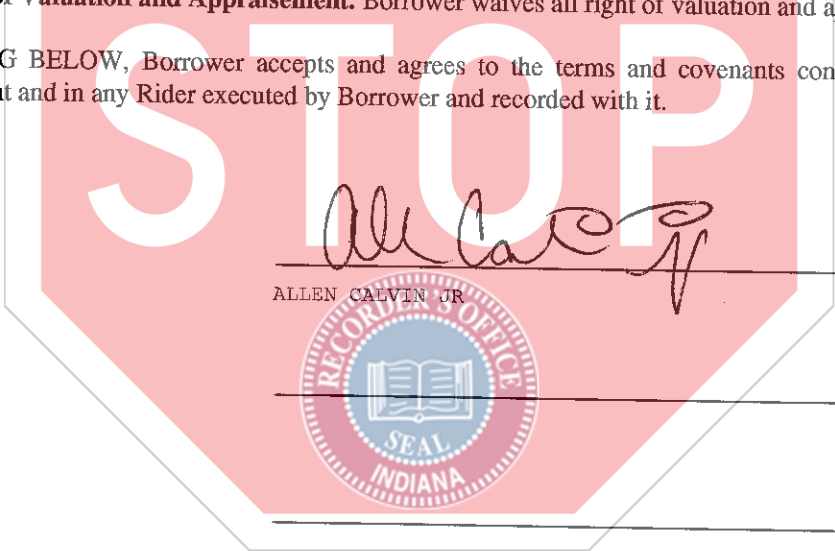 Valuation and Appraisement. Borrower waives all right of valuation and a
G BELOW, Borrower accepts and agrees to the terms and covenants con
t and in any Rider executed by Borrower and recorded with it.
STOP
ALLEN CALVIN JR
RECORDER'S OFFICE
SEAL
INDIANA